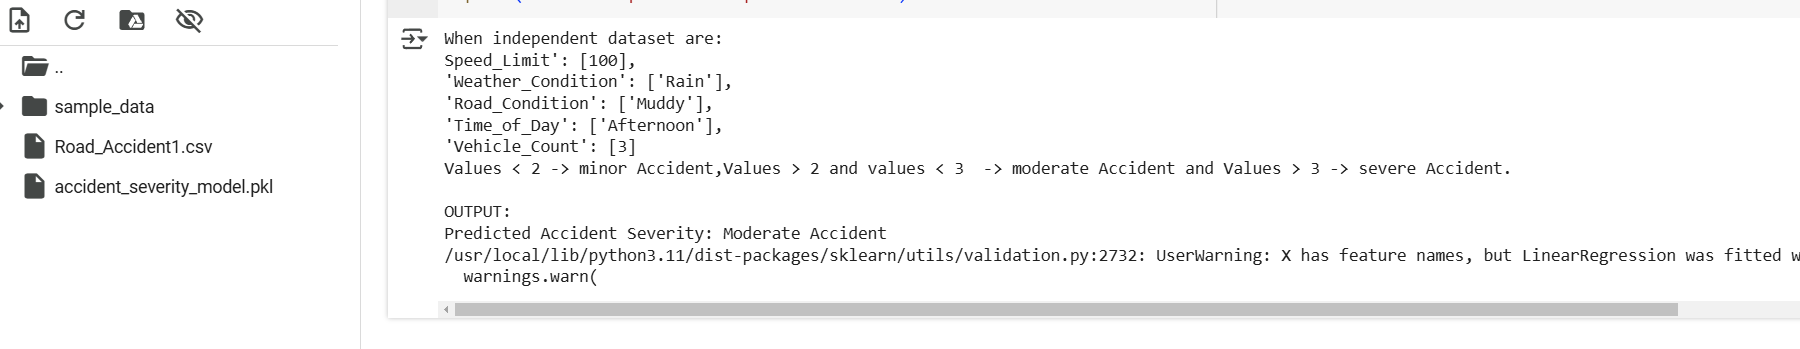 ..
sample_data
Road_Accident1.csv
accident_severity_model.pkl
When independent dataset are:
Speed_Limit': [100],
'Weather_Condition': ['Rain'],
'Road_Condition': ['Muddy'],
'Time_of_Day': ['Afternoon'],
'Vehicle_Count': [3]
Values < 2 -> minor Accident,Values > 2 and values < 3  -> moderate Accident and Values > 3 -> severe Accident.
OUTPUT:
Predicted Accident Severity: Moderate Accident
/usr/local/lib/python3.11/dist-packages/sklearn/utils/validation.py:2732: UserWarning: X has feature names, but LinearRegression was fitted
warnings.warn(